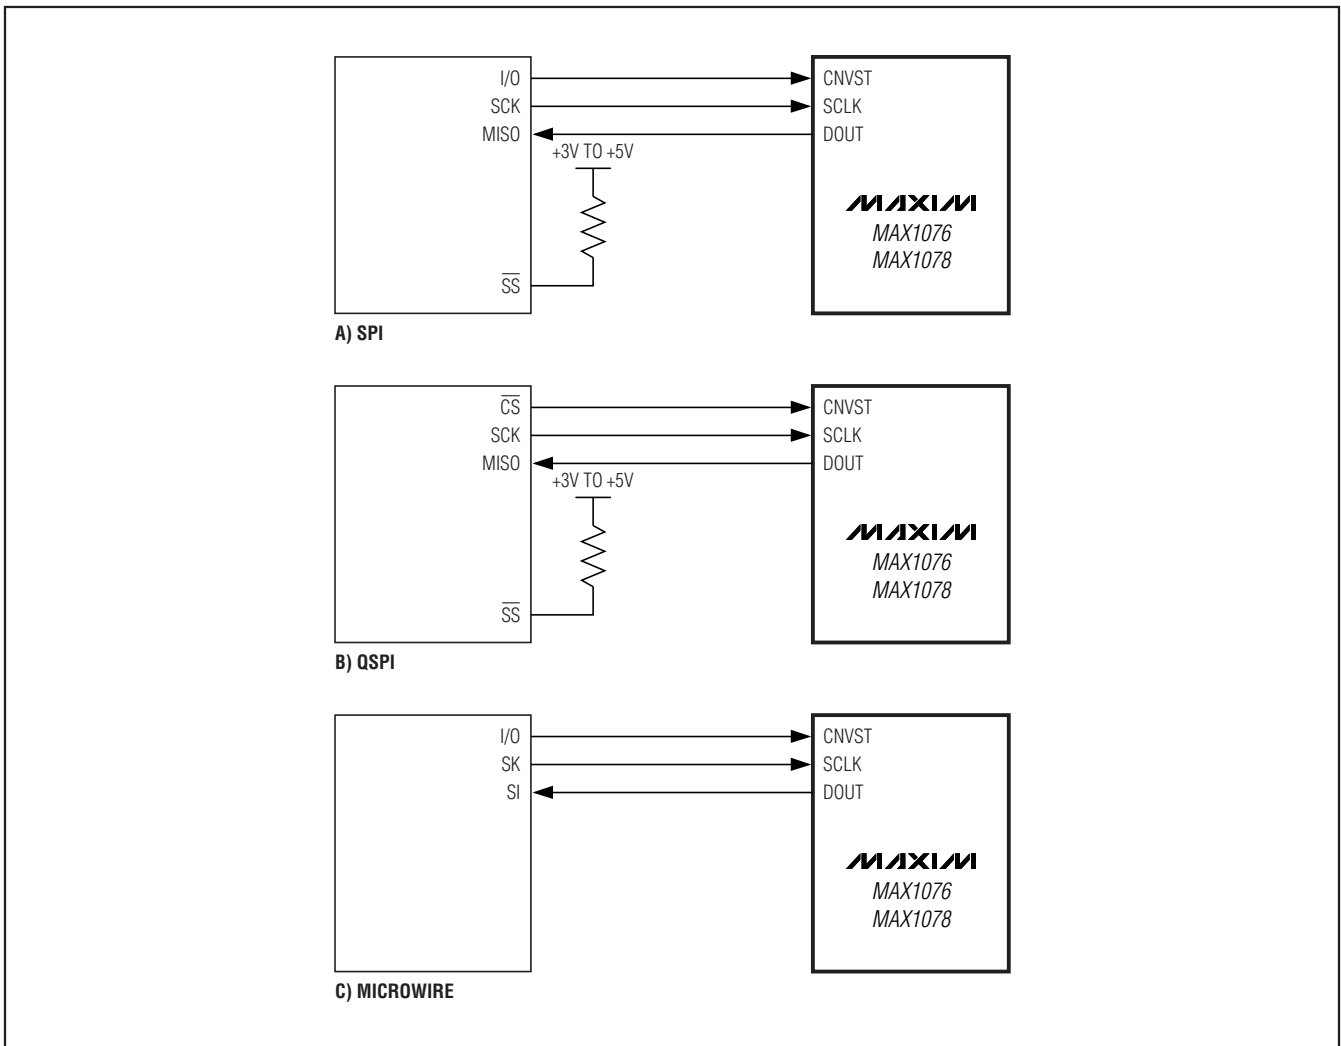 I/O
SCK
MISO
+3V TO +5V
SS
CNVST
SCLK
DOUT
MAXIM
MAX1076
MAX1078
A) SPI
CS
SCK
MISO
+3V TO +5V
SS
CNVST
SCLK
DOUT
MAXIM
MAX1076
MAX1078
B) QSPI
I/O
SK
SI
CNVST
SCLK
DOUT
MAXIM
MAX1076
MAX1078
C) MICROWIRE